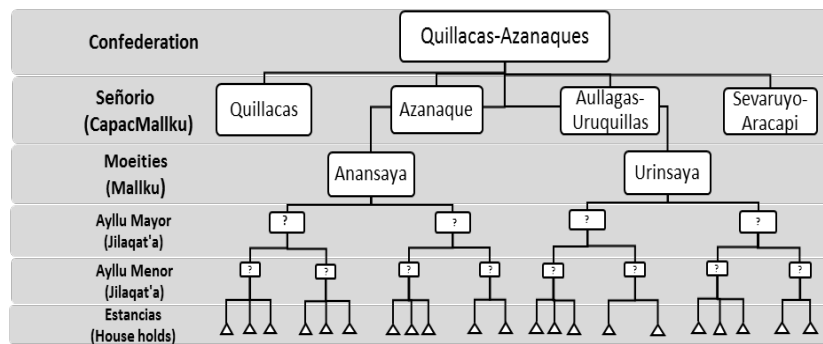 Confederation
Quillacas-Azanaques
Señorio
(CapacMallku)
Quillacas
Azanaque
Aullagas-
Uruquillas
Sevaruyo-
Aracapi
Moeities
(Mallku)
Anansaya
Urinsaya
Ayllu Mayor
(Jilaqat'a)
?
?
?
?
Ayllu Menor
(Jilaqat'a)
?
?
?
?
?
?
?
?
Estancias
(House holds)